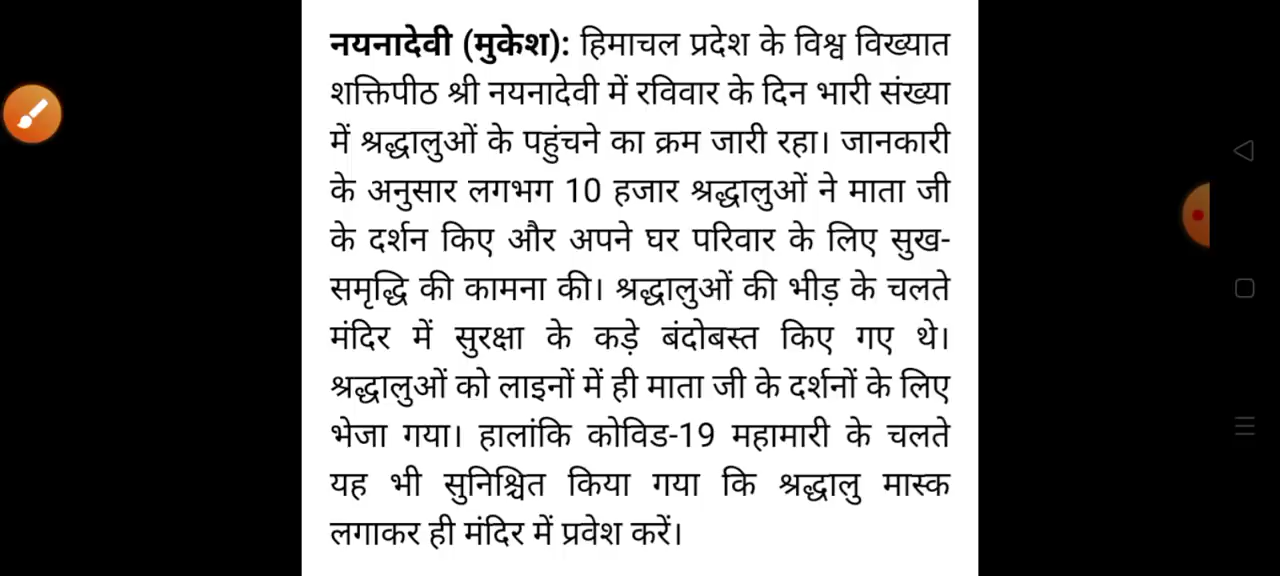 नयनादेवी (मुकेश): हिमाचल प्रदेश के विश्व विख्यात
शक्तिपीठ श्री नयनादेवी में रविवार के दिन भारी संख्या
में श्रद्धालुओं के पहुंचने का क्रम जारी रहा। जानकारी
के अनुसार लगभग 10 हजार श्रद्धालुओं ने माता जी
के दर्शन किए और अपने घर परिवार के लिए सुख-
समृद्धि की कामना की। श्रद्धालुओं की भीड़ के चलते
मंदिर में सुरक्षा के कड़े बंदोबस्त किए गए थे।
श्रद्धालुओं को लाइनों में ही माता जी के दर्शनों के लिए
भेजा गया। हालांकि कोविड-19 महामारी के चलते
यह भी सुनिश्चित किया गया कि श्रद्धालु मास्क
लगाकर ही मंदिर में प्रवेश करें।